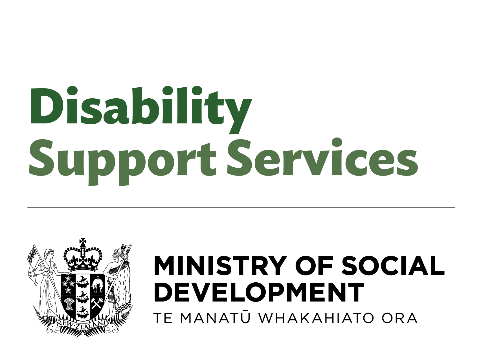 Disability
Support Services
MINISTRY OF SOCIAL
DEVELOPMENT
TE MANATŪ WHAKAHIATO ORA